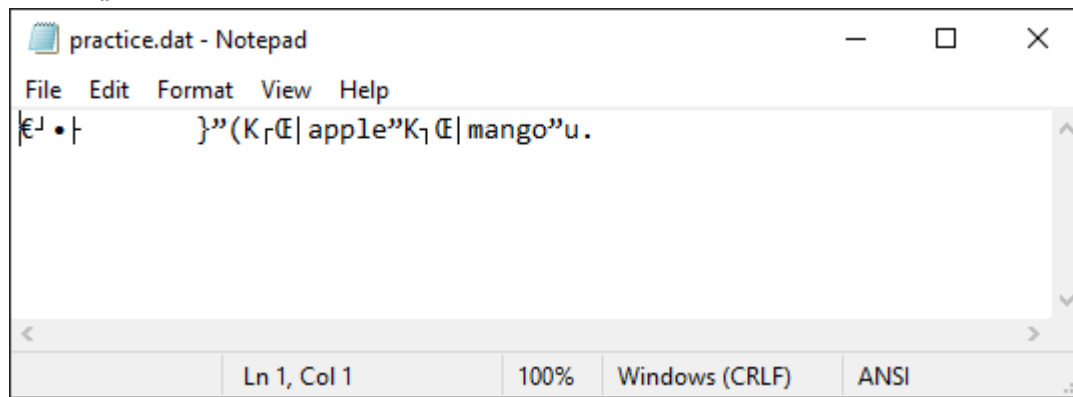 practice.dat - Notepad
File Edit Format View Help
€┘•├       }”(K┌Œ|apple”K┐Œ|mango”u.
Ln 1, Col 1 100% Windows (CRLF) ANSI